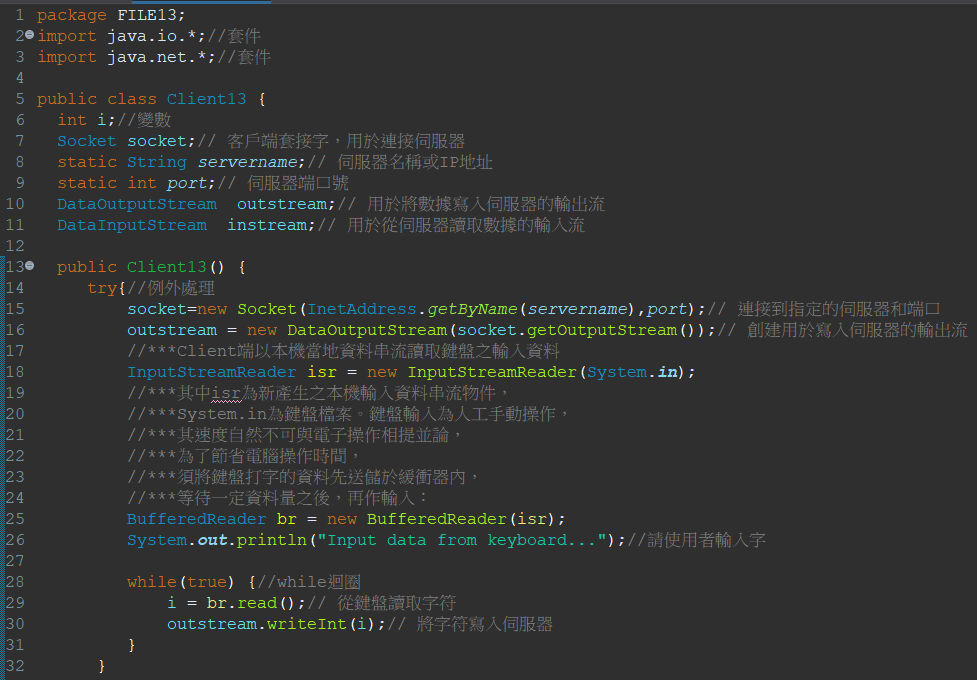 1 package FILE13;
2 import java.io.*;//套件
3 import java.net.*;//套件
4
5 public class Client13 {
6 int i;//變數
7 Socket socket;// 客戶端套接字，用於連接伺服器
8 static String servername;// 伺服器名稱或IP地址
9 static int port;// 伺服器端口號
10 DataOutputStream  outstream;// 用於將數據寫入伺服器的輸出流
11 DataInputStream  instream;// 用於從伺服器讀取數據的輸入流
12
13 public Client13() {
14 try{//例外處理
15 socket=new Socket(InetAddress.getByName(servername),port);// 連接到指定的伺服器和端口
16 outstream = new DataOutputStream(socket.getOutputStream());// 創建用於寫入伺服器的輸出流
17 //***Client端以本機當地資料串流讀取鍵盤之輸入資料
18 InputStreamReader isr = new InputStreamReader(System.in);
19 //***其中isr為新產生之本機輸入資料串流物件，
20 //***System.in為鍵盤檔案。鍵盤輸入為人工手動操作，
21 //***其速度自然不可與電子操作相提並論，
22 //***為了節省電腦操作時間，
23 //***須將鍵盤打字的資料先送儲於緩衝器內，
24 //***等待一定資料量之後，再作輸入：
25 BufferedReader br = new BufferedReader(isr);
26 System.out.println("Input data from keyboard...");//請使用者輸入字
27
28 while(true) {//while迴圈
29 i = br.read();// 從鍵盤讀取字符
30 outstream.writeInt(i);// 將字符寫入伺服器
31 }
32 }